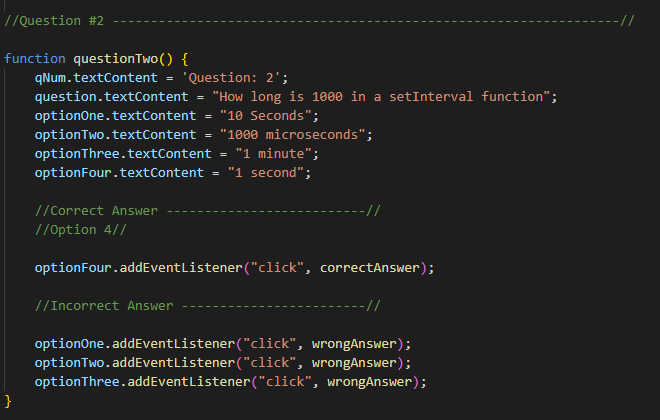 //Question #2 -----------------------------------------------------------------//
function questionTwo() {
qNum.textContent = 'Question: 2';
question.textContent = "How long is 1000 in a setInterval function";
optionOne.textContent = "10 Seconds";
optionTwo.textContent = "1000 microseconds";
optionThree.textContent = "1 minute";
optionFour.textContent = "1 second";
//Correct Answer --------------------------//
//Option 4//
optionFour.addEventListener("click", correctAnswer);
//Incorrect Answer ------------------------//
optionOne.addEventListener("click", wrongAnswer);
optionTwo.addEventListener("click", wrongAnswer);
optionThree.addEventListener("click", wrongAnswer);
}